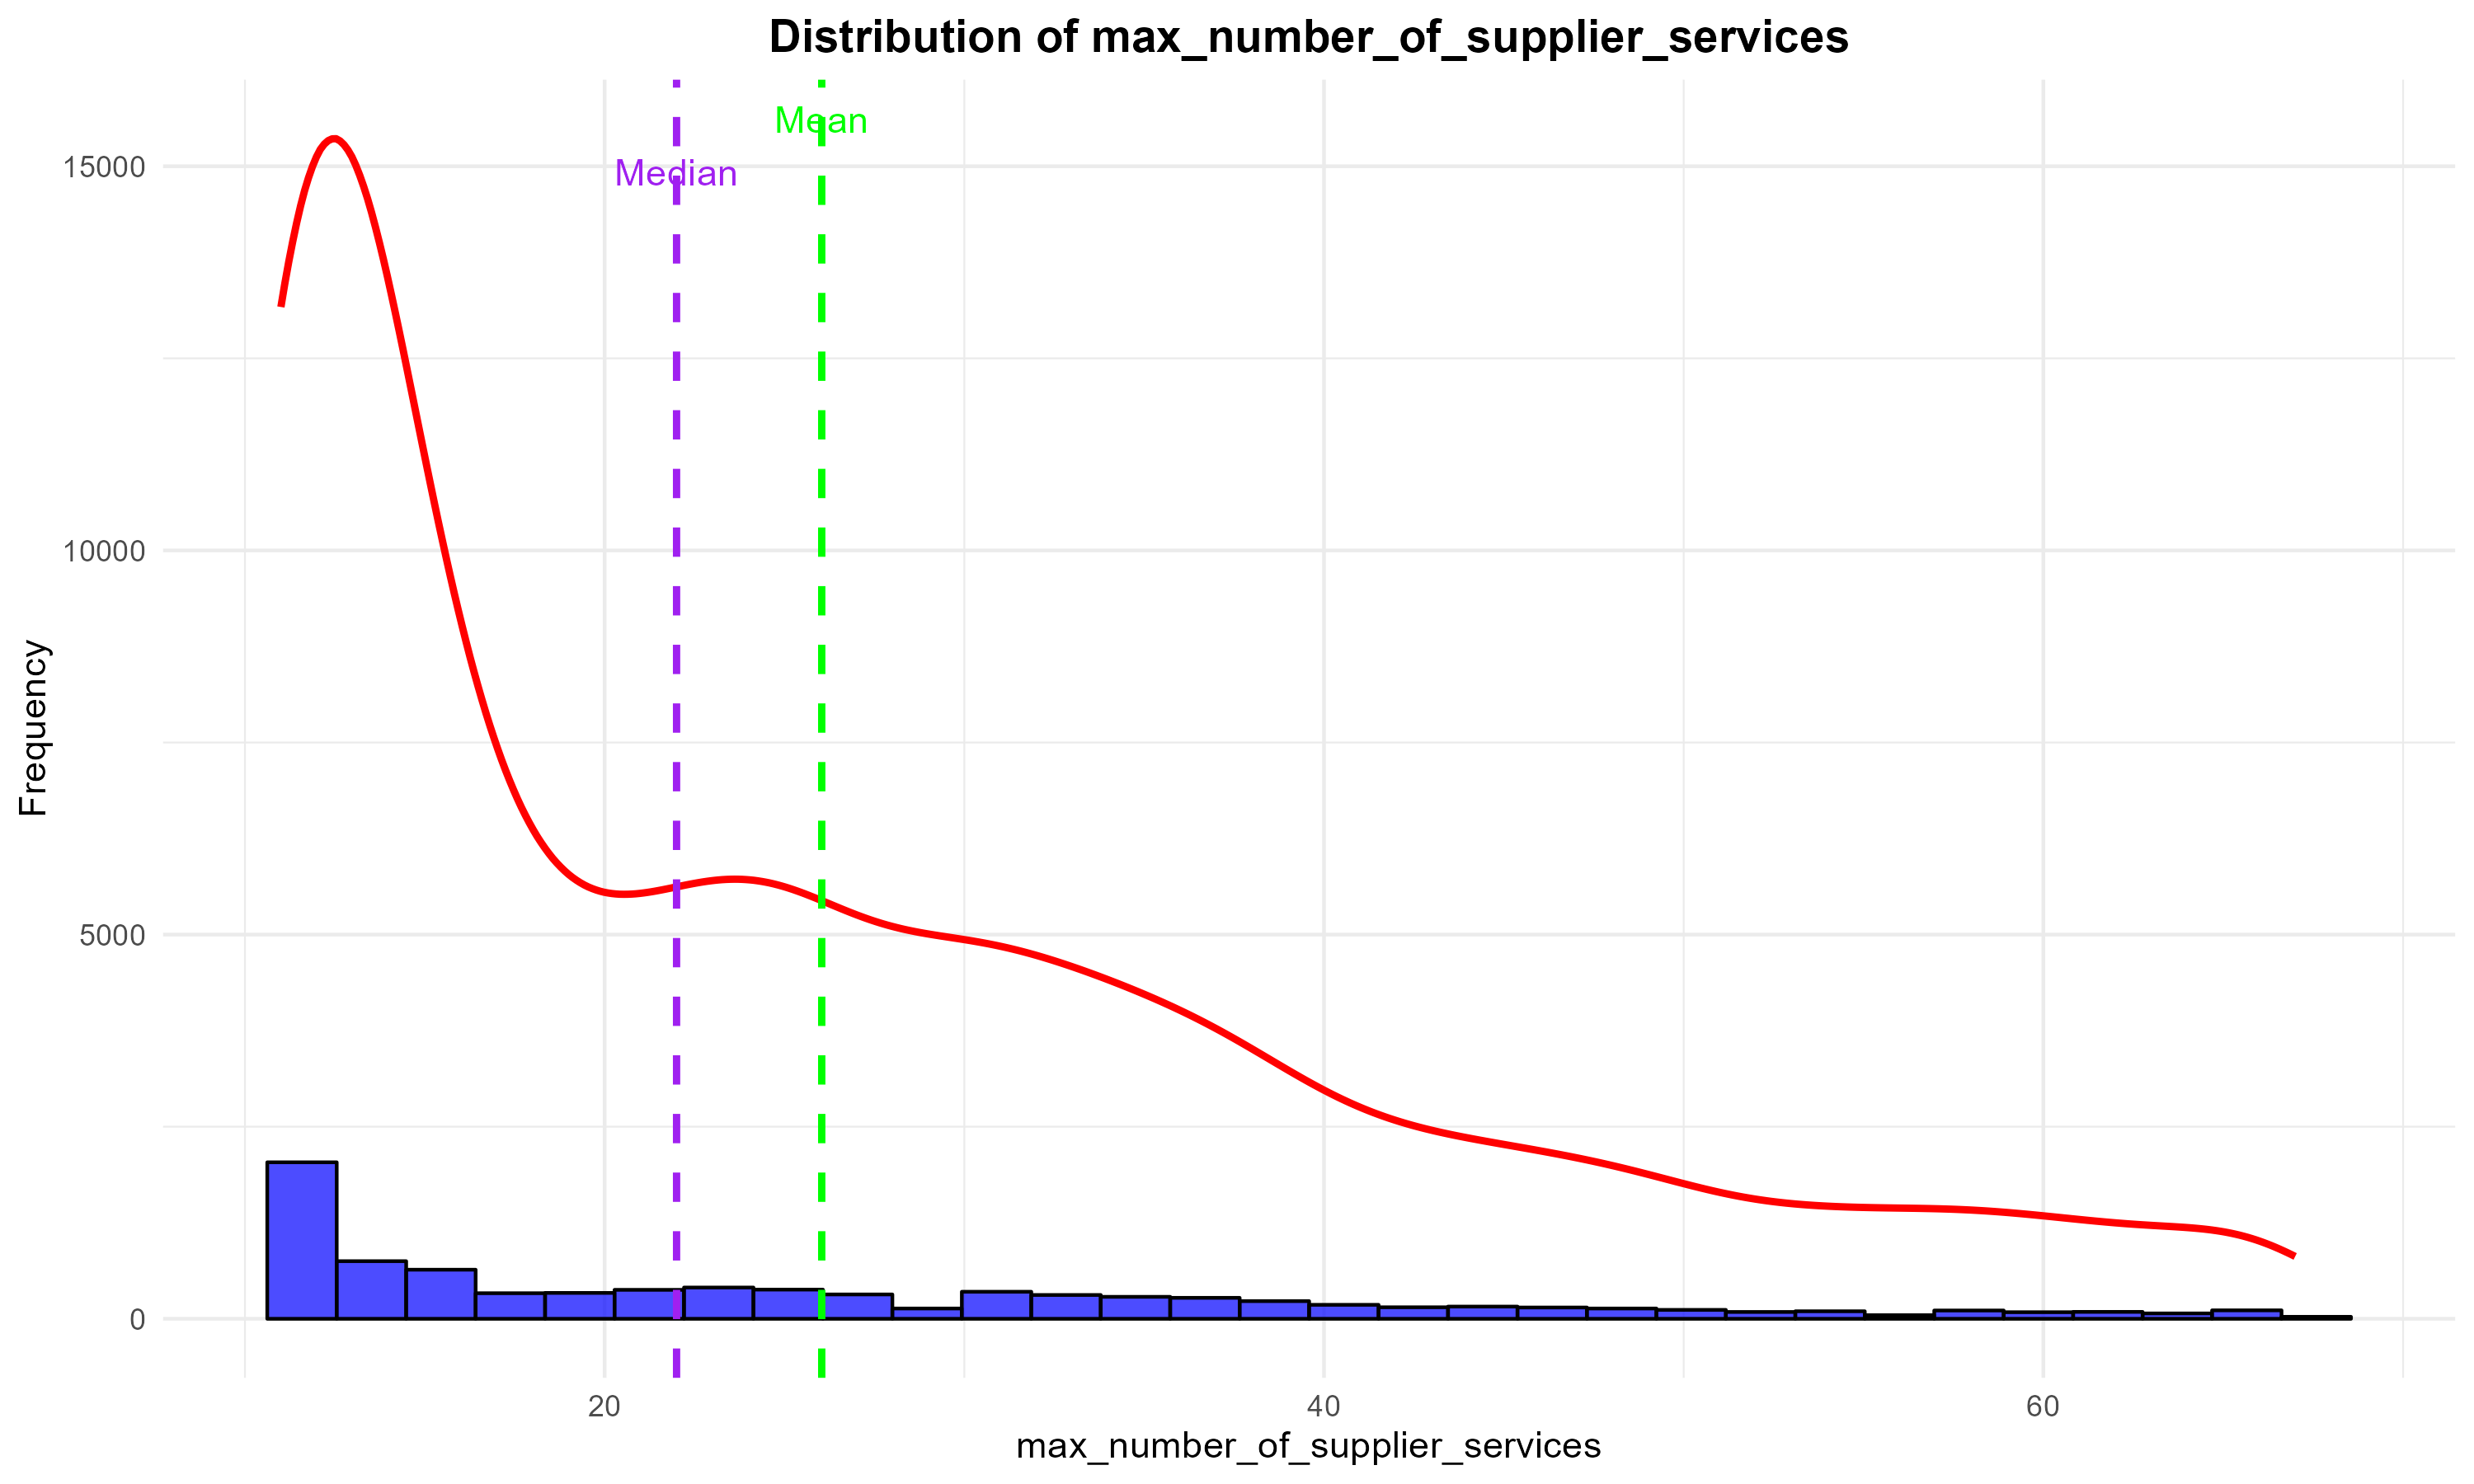 Distribution of max_number_of_supplier_services
Mean
Median
15000
10000
5000
0
Frequency
20
40
60
max_number_of_supplier_services